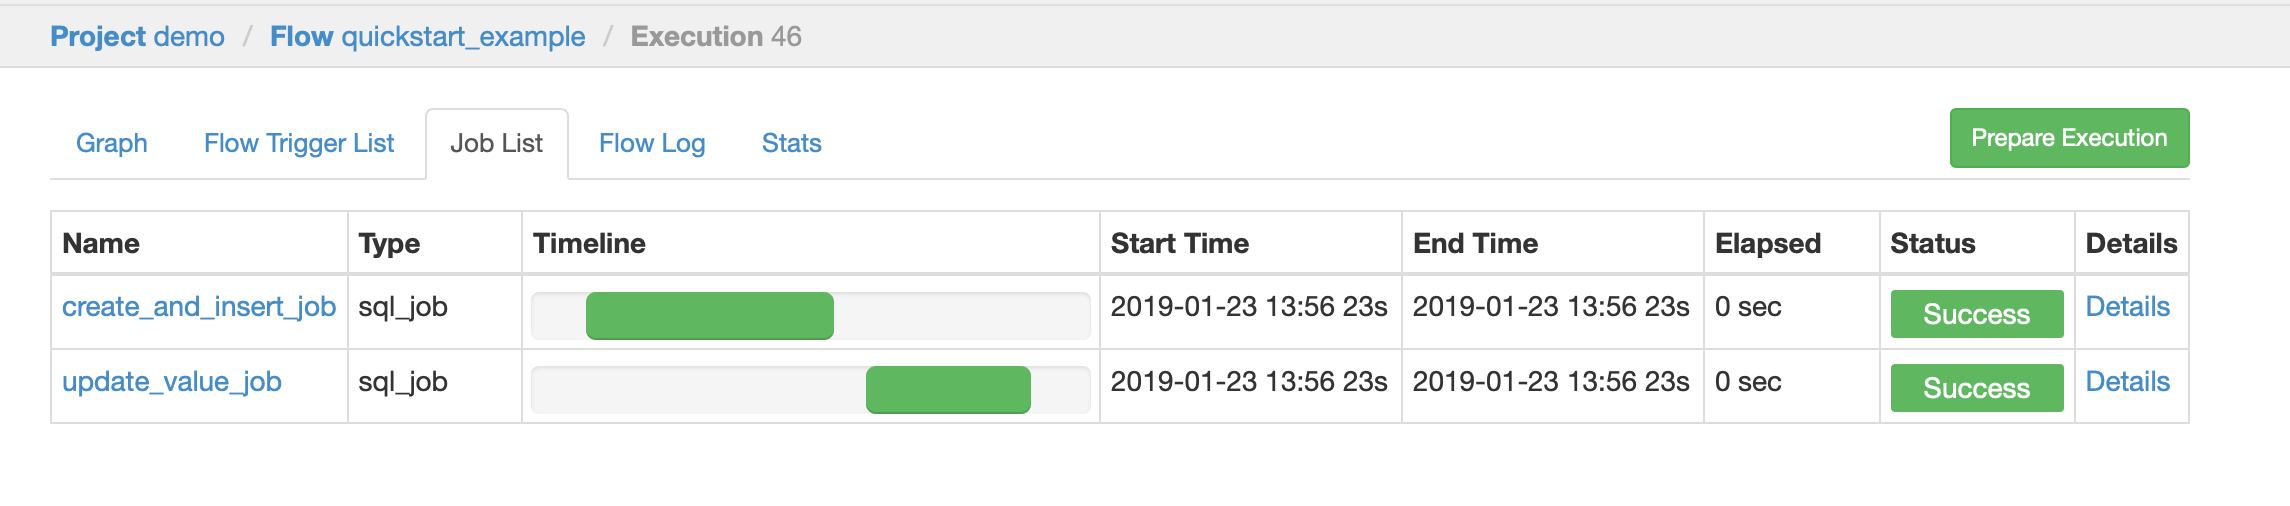 Project demo / Flow quickstart_example / Execution 46
Graph Flow Trigger List Job List Flow Log Stats Prepare Execution
Name Type Timeline Start Time End Time Elapsed Status Details
create_and_insert_job sql_job 2019-01-23 13:56 23s 2019-01-23 13:56 23s 0 sec Success Details
update_value_job sql_job 2019-01-23 13:56 23s 2019-01-23 13:56 23s 0 sec Success Details